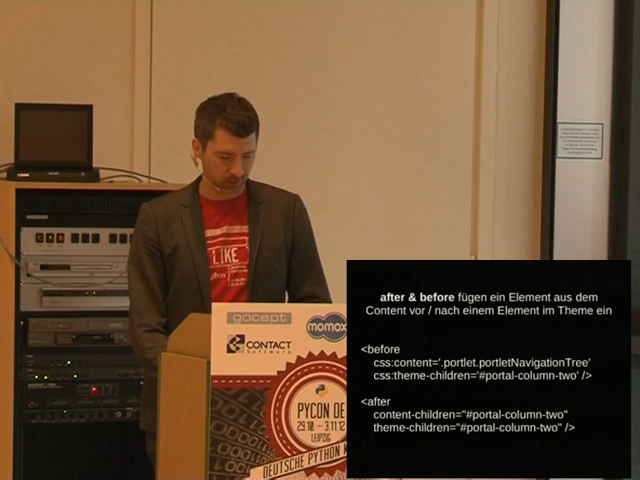 LIKE
gocept
momox
CONTACT
Software
PYCON DE
29.10. - 3.11.12
LEIPZIG
DEUTSCHE PYTHON
after & before fügen ein Element aus dem
Content vor / nach einem Element im Theme ein
<before
css:content='.portlet.portletNavigationTree'
css:theme-children='#portal-column-two' />
<after
content-children="#portal-column-two"
theme-children="#portal-column-two" />